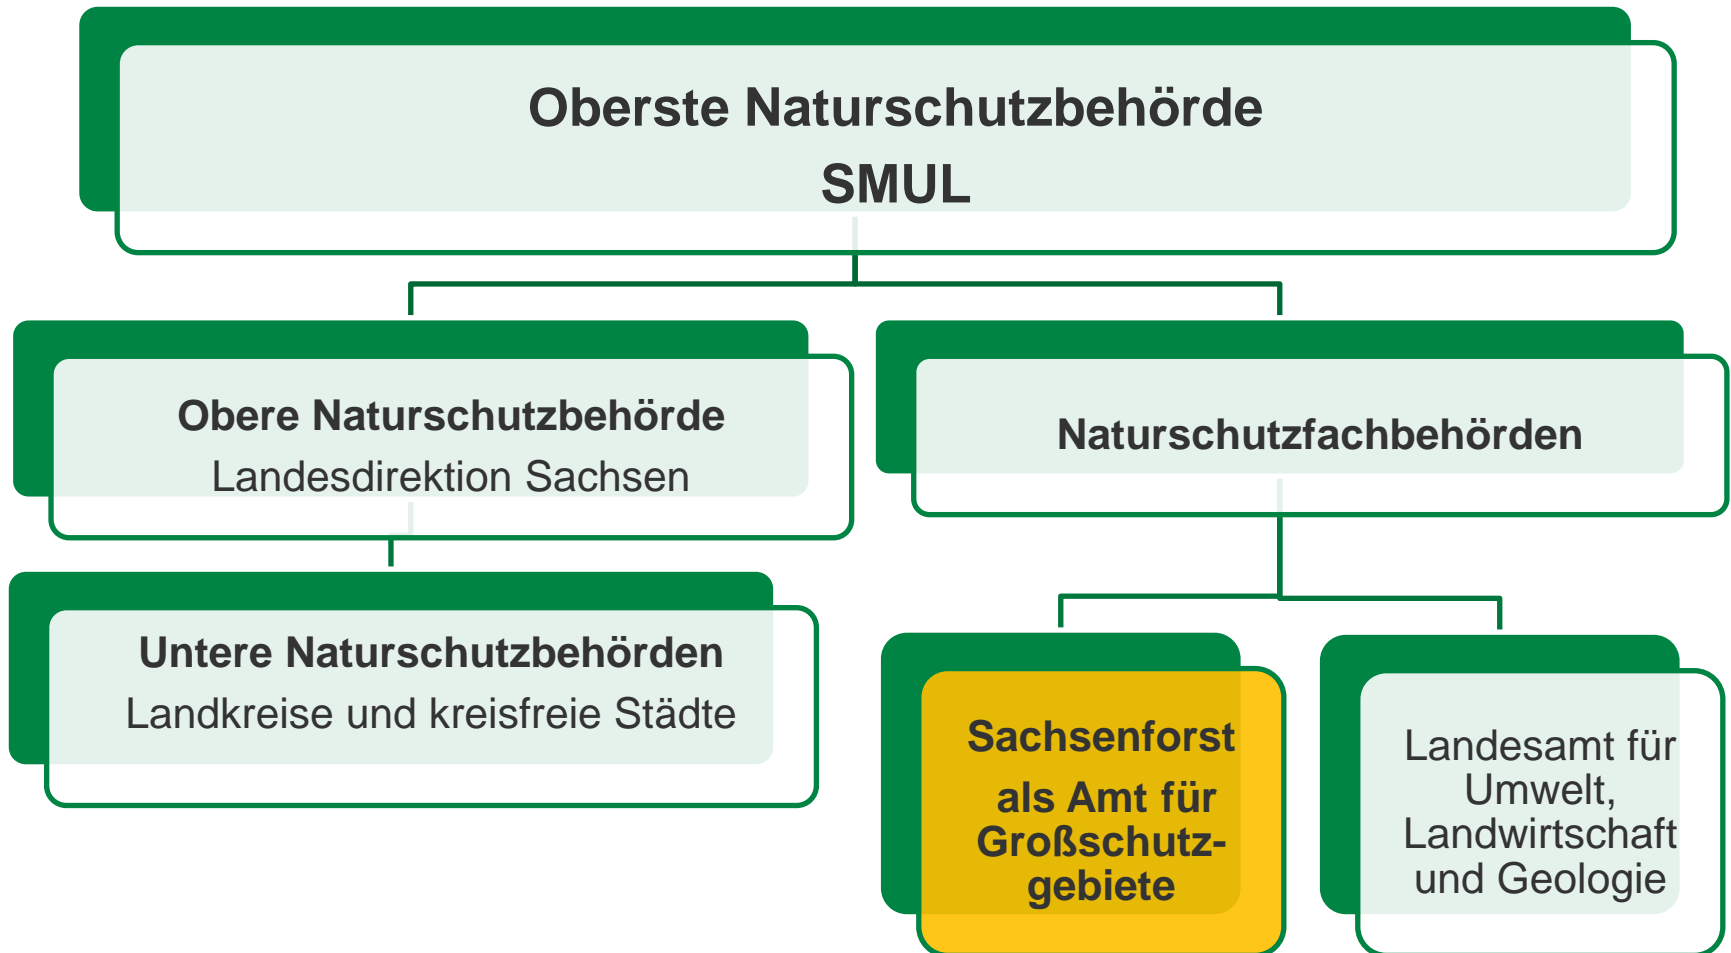 Oberste Naturschutzbehörde
SMUL
Obere Naturschutzbehörde
Landesdirektion Sachsen
Naturschutzfachbehörden
Untere Naturschutzbehörden
Landkreise und kreisfreie Städte
Sachsenforst
als Amt für
Großschutz-
gebiete
Landesamt für
Umwelt,
Landwirtschaft
und Geologie